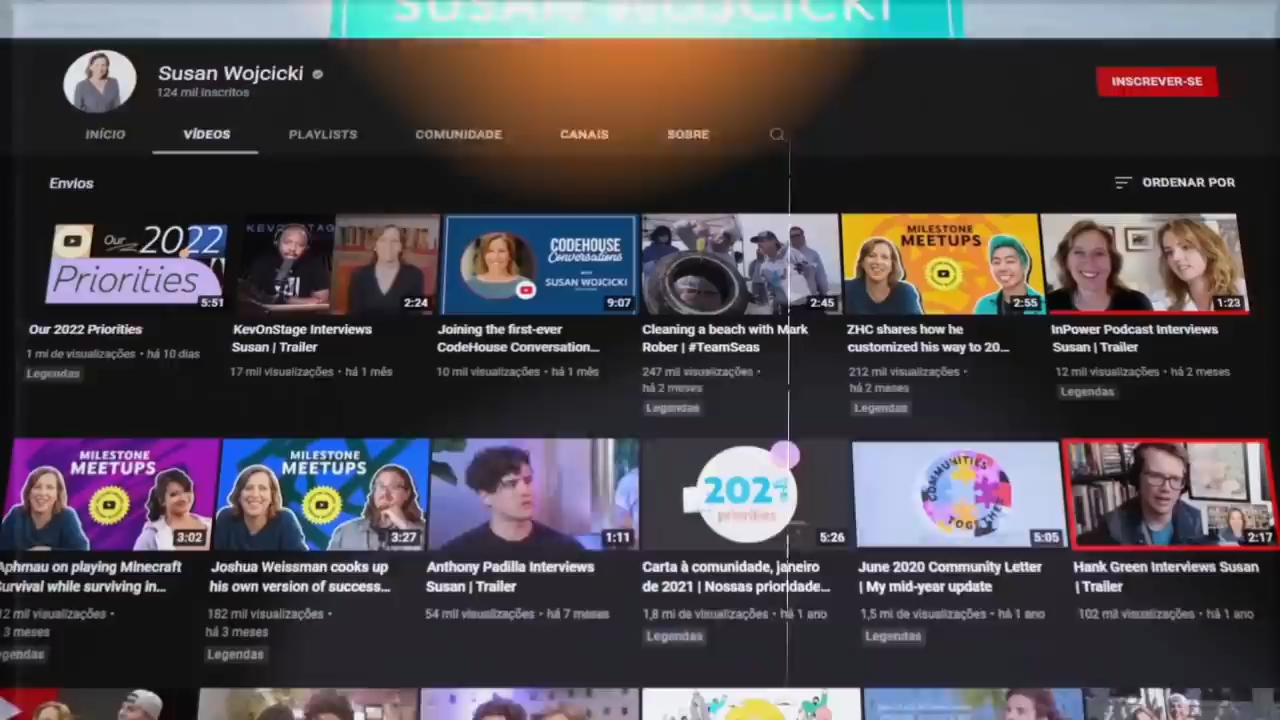 SUSAN WOJCICKI
Susan Wojcicki
124 mil inscritos
INSCREVER-SE
INÍCIO
VÍDEOS
PLAYLISTS
COMUNIDADE
CANAIS
SOBRE
Envios
ORDENAR POR
Our 2022
Priorities
5:51
KEVONSTAG
2:24
CODEHOUSE
Conversations
WITH
SUSAN WOJCICKI
9:07
2:45
MILESTONE
MEETUPS
2:55
1:23
Our 2022 Priorities
1 mi de visualizações • há 10 dias
Legendas
KevOnStage Interviews
Susan | Trailer
17 mil visualizações • há 1 mês
Joining the first-ever
CodeHouse Conversation...
10 mil visualizações • há 1 mês
Cleaning a beach with Mark
Rober | #TeamSeas
247 mil visualizações •
há 2 meses
Legendas
ZHC shares how he
customized his way to 20...
212 mil visualizações •
há 2 meses
Legendas
InPower Podcast Interviews
Susan | Trailer
12 mil visualizações • há 2 meses
Legendas
MILESTONE
MEETUPS
3:02
MILESTONE
MEETUPS
3:27
1:11
2021
priorities
5:26
COMMUNITIES
TOGETHER
5:05
2:17
Aphmau on playing Minecraft
Survival while surviving in...
2 mil visualizações •
3 meses
egendas
Joshua Weissman cooks up
his own version of success...
182 mil visualizações •
há 3 meses
Legendas
Anthony Padilla Interviews
Susan | Trailer
54 mil visualizações • há 7 meses
Carta à comunidade, janeiro
de 2021 | Nossas prioridade...
1,8 mi de visualizações • há 1 ano
Legendas
June 2020 Community Letter
| My mid-year update
1,5 mi de visualizações • há 1 ano
Legendas
Hank Green Interviews Susan
| Trailer
102 mil visualizações • há 1 ano